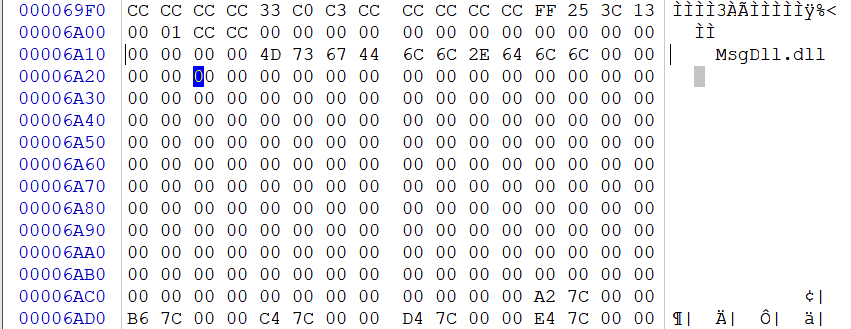 000069F0 CC CC CC CC 33 C0 C3 CC CC CC CC CC FF 25 3C 13 ÌÌÌÌ3ÀÃÌÌÌÌÌÿ%<
00006A00 00 01 CC CC 00 00 00 00 00 00 00 00 00 00 00 00 ÌÌ
00006A10 00 00 00 00 4D 73 67 44 6C 6C 2E 64 6C 6C 00 00 MsgDll.dll
00006A20 00 00 00 00 00 00 00 00 00 00 00 00 00 00 00 00
00006A30 00 00 00 00 00 00 00 00 00 00 00 00 00 00 00 00
00006A40 00 00 00 00 00 00 00 00 00 00 00 00 00 00 00 00
00006A50 00 00 00 00 00 00 00 00 00 00 00 00 00 00 00 00
00006A60 00 00 00 00 00 00 00 00 00 00 00 00 00 00 00 00
00006A70 00 00 00 00 00 00 00 00 00 00 00 00 00 00 00 00
00006A80 00 00 00 00 00 00 00 00 00 00 00 00 00 00 00 00
00006A90 00 00 00 00 00 00 00 00 00 00 00 00 00 00 00 00
00006AA0 00 00 00 00 00 00 00 00 00 00 00 00 00 00 00 00
00006AB0 00 00 00 00 00 00 00 00 00 00 00 00 00 00 00 00
00006AC0 00 00 00 00 00 00 00 00 00 00 00 00 A2 7C 00 00 ¢|
00006AD0 B6 7C 00 00 C4 7C 00 00 D4 7C 00 00 E4 7C 00 00 ¶| Ä| Ô| ä|